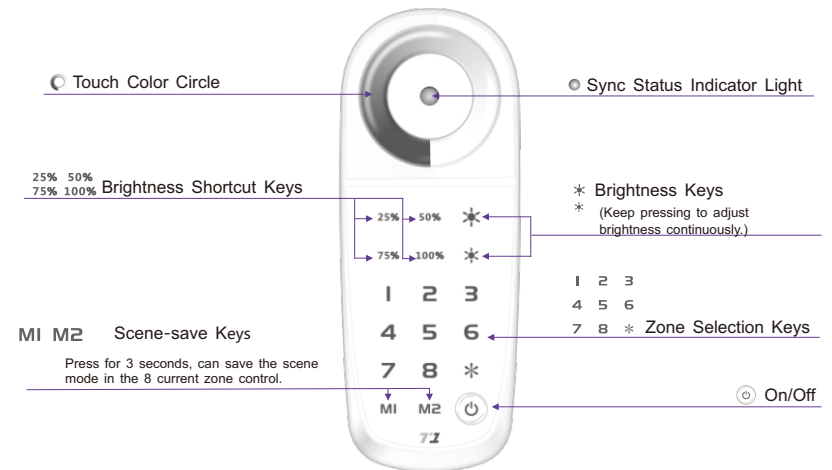 Touch Color Circle
Sync Status Indicator Light
25% 50%
75% 100% Brightness Shortcut Keys
Brightness Keys
(Keep pressing to adjust
brightness continuously.)
25% 50%
75% 100%
1 2 3
4 5 6
7 8 *
M1 M2
1 2 3
4 5 6
7 8 * Zone Selection Keys
M1 M2 Scene-save Keys
Press for 3 seconds, can save the scene
mode in the 8 current zone control.
On/Off